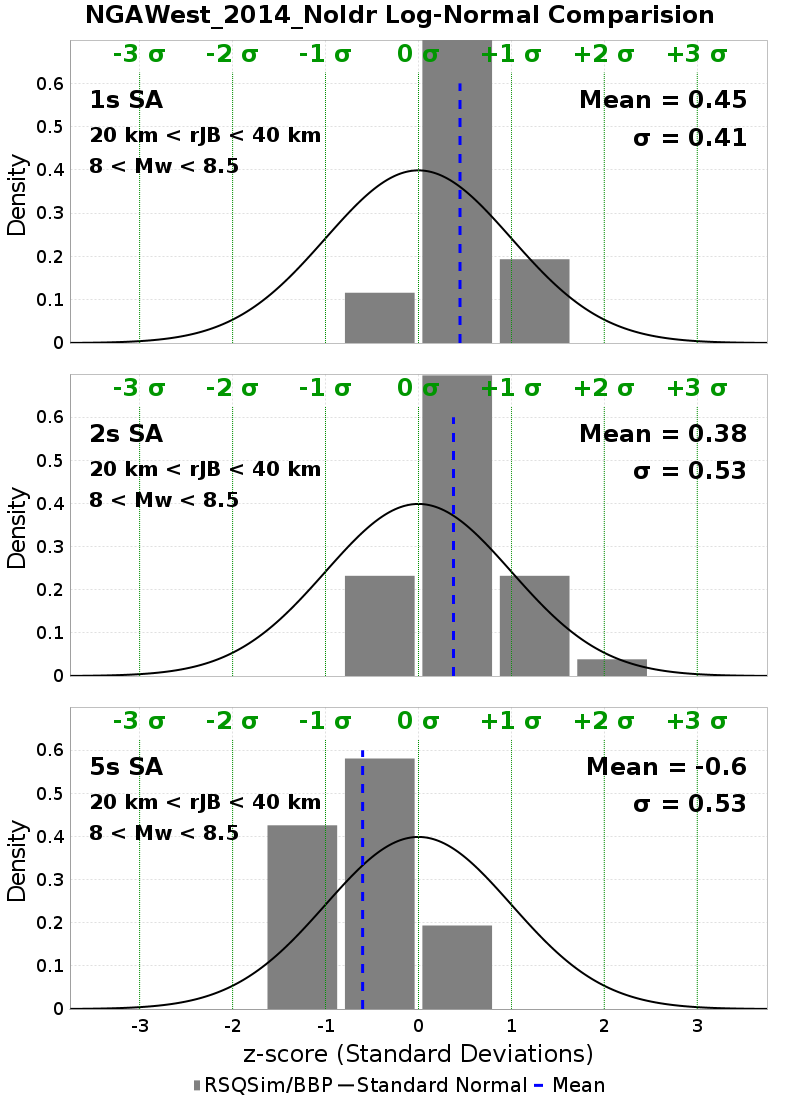 NGAWest_2014_NoIdr Log-Normal Comparision
-3 σ -2 σ -1 σ 0 σ +1 σ +2 σ +3 σ
0.6
1s SA Mean = 0.45
0.5
20 km < rJB < 40 km σ = 0.41
0.4
8 < Mw < 8.5
0.3
0.2
0.1
0
Density
-3 σ -2 σ -1 σ 0 σ +1 σ +2 σ +3 σ
0.6
2s SA Mean = 0.38
0.5
20 km < rJB < 40 km σ = 0.53
0.4
8 < Mw < 8.5
0.3
0.2
0.1
0
Density
-3 σ -2 σ -1 σ 0 σ +1 σ +2 σ +3 σ
0.6
5s SA Mean = -0.6
0.5
20 km < rJB < 40 km σ = 0.53
0.4
8 < Mw < 8.5
0.3
0.2
0.1
0
Density
-3 -2 -1 0 1 2 3
z-score (Standard Deviations)
RSQSim/BBP Standard Normal Mean